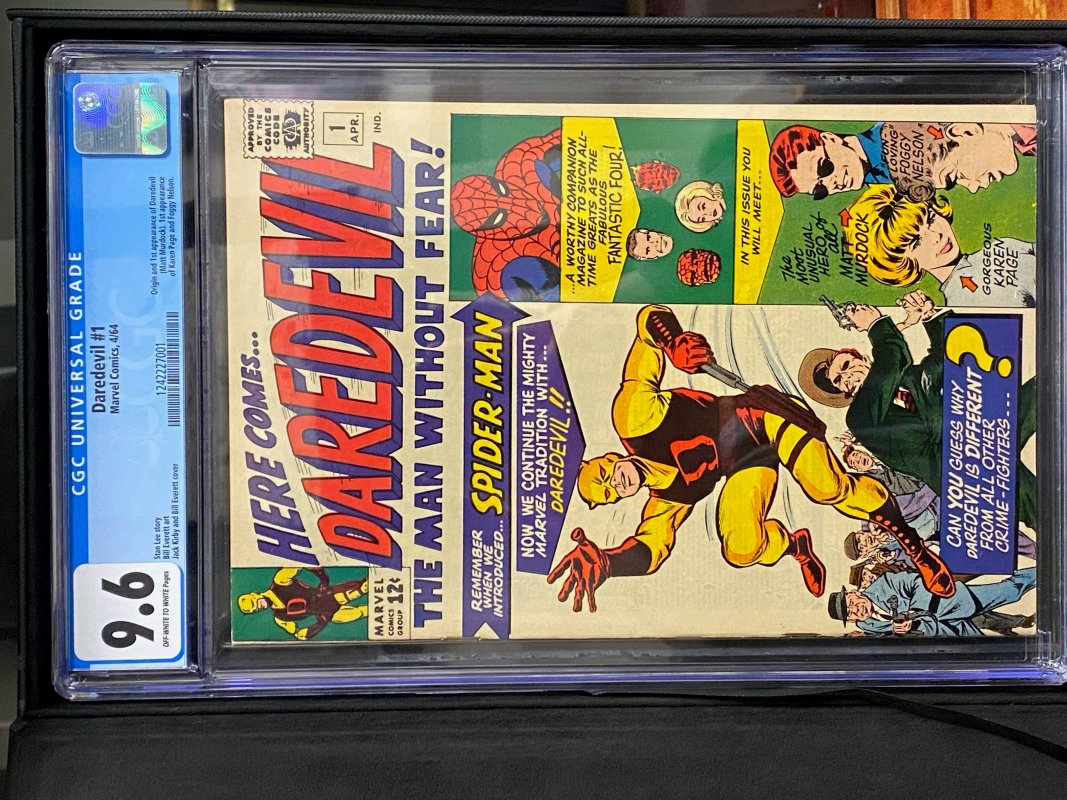 CGC UNIVERSAL GRADE
9.6
OFF-WHITE TO WHITE Pages
Daredevil #1
Marvel Comics, 4/64
1242227001
Stan Lee story
Bill Everett art
Jack Kirby and Bill Everett cover
Origin and 1st appearance of Daredevil
(Matt Murdock). 1st appearance
of Karen Page and Foggy Nelson.
CGC
MARVEL
COMICS
GROUP
12¢
HERE COMES...
DAREDEVIL
THE MAN WITHOUT FEAR!
APPROVED
BY THE
COMICS
CODE
AUTHORITY
1
APR.
IND.
REMEMBER
WHEN WE
INTRODUCED...
SPIDER-MAN
NOW WE CONTINUE THE MIGHTY
MARVEL TRADITION WITH...
DAREDEVIL!!
D
...A WORTHY COMPANION
MAGAZINE TO SUCH ALL-
TIME GREATS AS THE
FABULOUS
FANTASTIC FOUR!
IN THIS ISSUE YOU
WILL MEET...
The
MOST
UNUSUAL
HERO of
all
MATT
MURDOCK
FUN-
LOVING
FOGGY
NELSON
GORGEOUS
KAREN
PAGE
CAN YOU GUESS WHY
DAREDEVIL IS DIFFERENT
FROM ALL OTHER
CRIME-FIGHTERS...
?